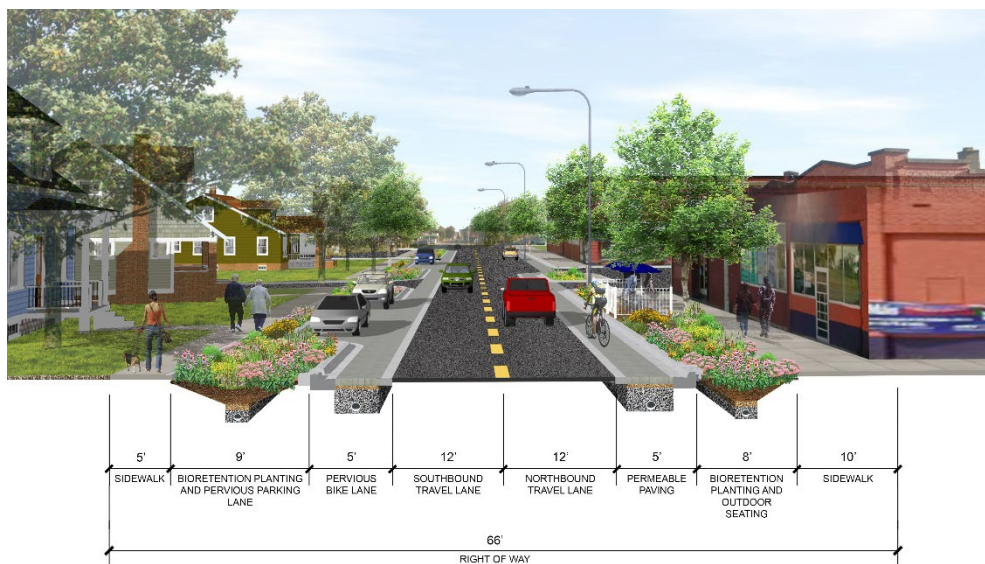 5'
9'
5'
12'
12'
5'
8'
10'
SIDEWALK
BIORETENTION PLANTING
AND PERVIOUS PARKING
LANE
PERVIOUS
BIKE LANE
SOUTHBOUND
TRAVEL LANE
NORTHBOUND
TRAVEL LANE
PERMEABLE
PAVING
BIORETENTION
PLANTING AND
OUTDOOR
SEATING
SIDEWALK
66'
RIGHT OF WAY